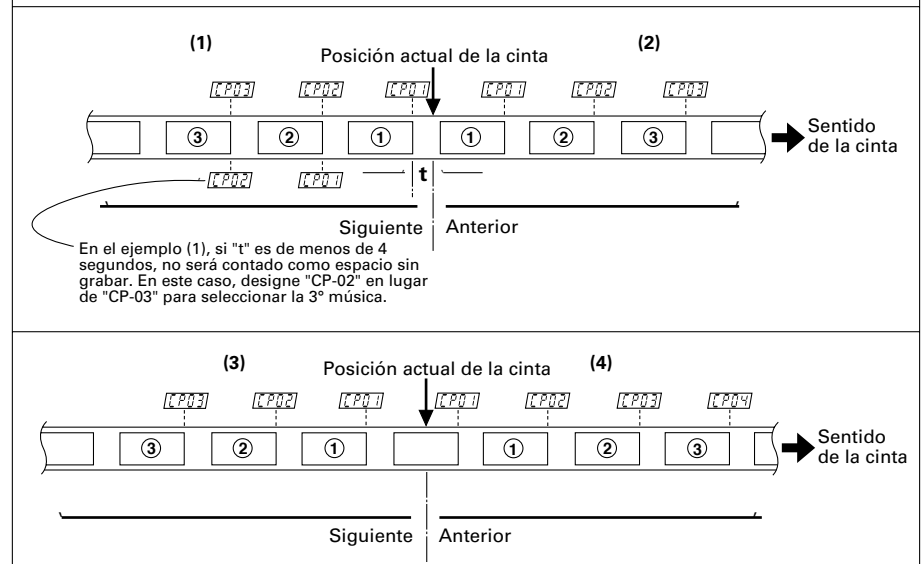 (1)
(2)
Posición actual de la cinta
CP03 CP02 CP01 CP01 CP02 CP03
③ ② ① ① ② ③
Sentido
de la cinta
CP02 CP01
t
Siguiente Anterior
En el ejemplo (1), si "t" es de menos de 4
segundos, no será contado como espacio sin
grabar. En este caso, designe "CP-02" en lugar
de "CP-03" para seleccionar la 3° música.
(3)
(4)
Posición actual de la cinta
CP03 CP02 CP01 CP01 CP02 CP03 CP04
③ ② ① ① ② ③
Sentido
de la cinta
Siguiente Anterior